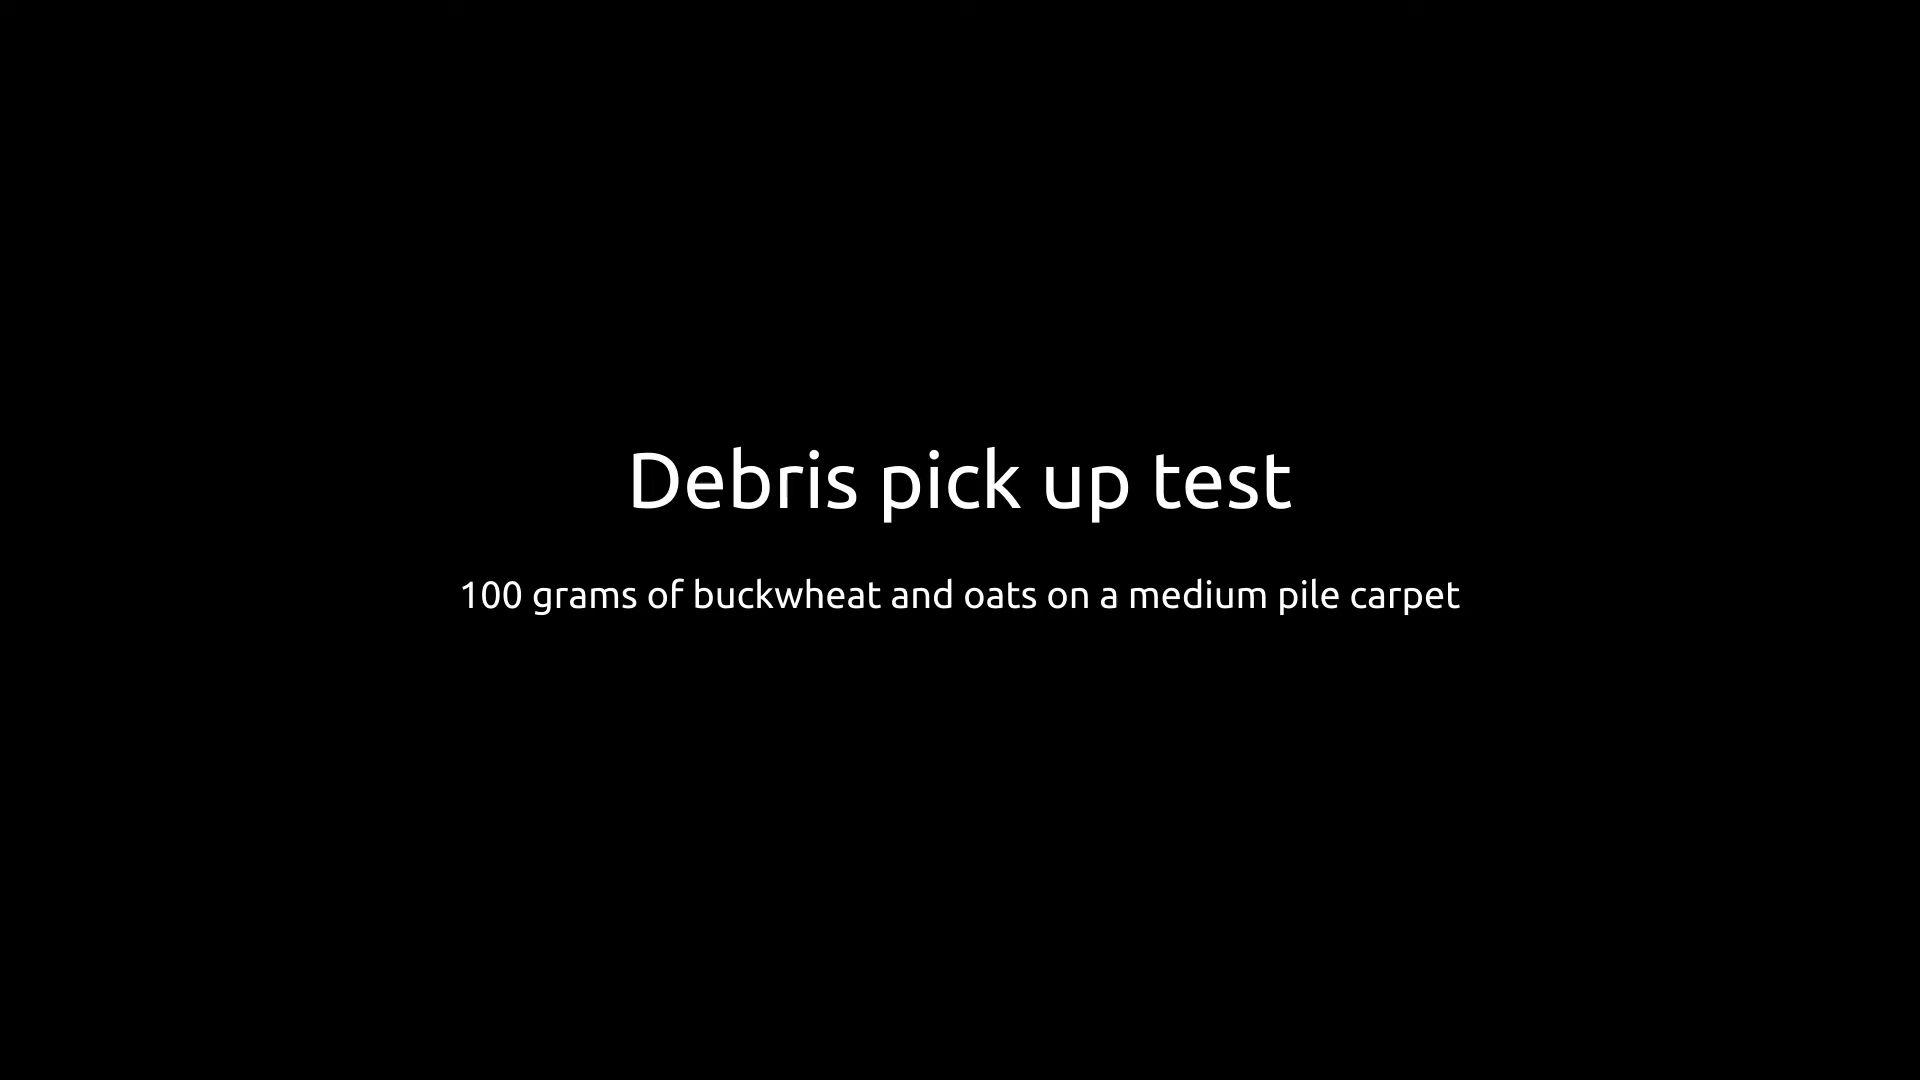 Debris pick up test
100 grams of buckwheat and oats on a medium pile carpet